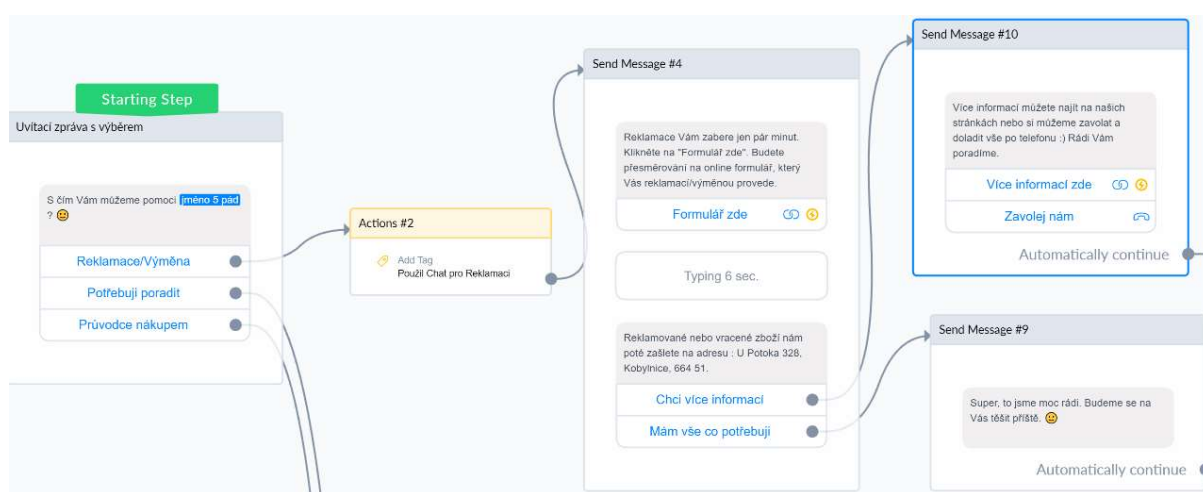 Starting Step
Uvítací zpráva s výběrem
S čím Vám můžeme pomoci jméno 5 pád
?
Reklamace/Výměna
Potřebuji poradit
Průvodce nákupem
Actions #2
Add Tag
Použil Chat pro Reklamaci
Send Message #4
Reklamace Vám zabere jen pár minut.
Klikněte na "Formulář zde". Budete
přesměrování na online formulář, který
Vás reklamací/výměnou provede.
Formulář zde
Typing 6 sec.
Reklamované nebo vracené zboží nám
poté zašlete na adresu : U Potoka 328,
Kobylnice, 664 51.
Chci více informací
Mám vše co potřebuji
Send Message #10
Více informací můžete najít na našich
stránkách nebo si můžeme zavolat a
doladit vše po telefonu :) Rádi Vám
poradíme.
Více informací zde
Zavolej nám
Automatically continue
Send Message #9
Super, to jsme moc rádi. Budeme se na
Vás těšit příště.
Automatically continue